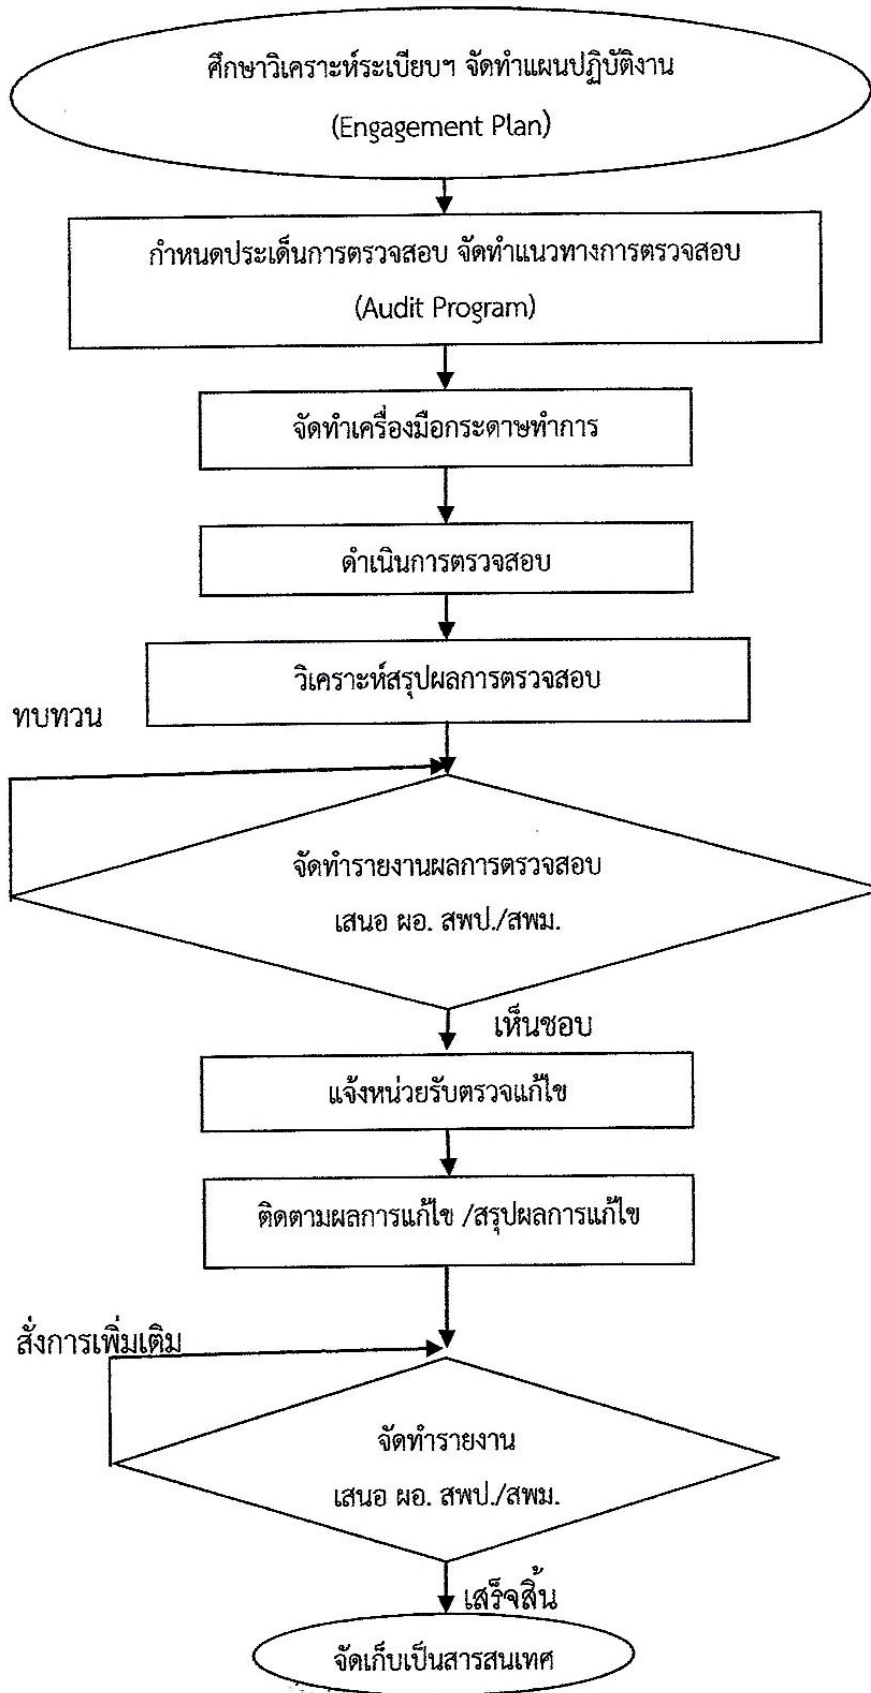 ศึกษาวิเคราะห์ระเบียบฯ จัดทำแผนปฏิบัติงาน
(Engagement Plan)
กำหนดประเด็นการตรวจสอบ จัดทำแนวทางการตรวจสอบ
(Audit Program)
จัดทำเครื่องมือกระดาษทำการ
ดำเนินการตรวจสอบ
วิเคราะห์สรุปผลการตรวจสอบ
ทบทวน
จัดทำรายงานผลการตรวจสอบ
เสนอ ผอ. สพป./สพม.
เห็นชอบ
แจ้งหน่วยรับตรวจแก้ไข
ติดตามผลการแก้ไข /สรุปผลการแก้ไข
สั่งการเพิ่มเติม
จัดทำรายงาน
เสนอ ผอ. สพป./สพม.
เสร็จสิ้น
จัดเก็บเป็นสารสนเทศ